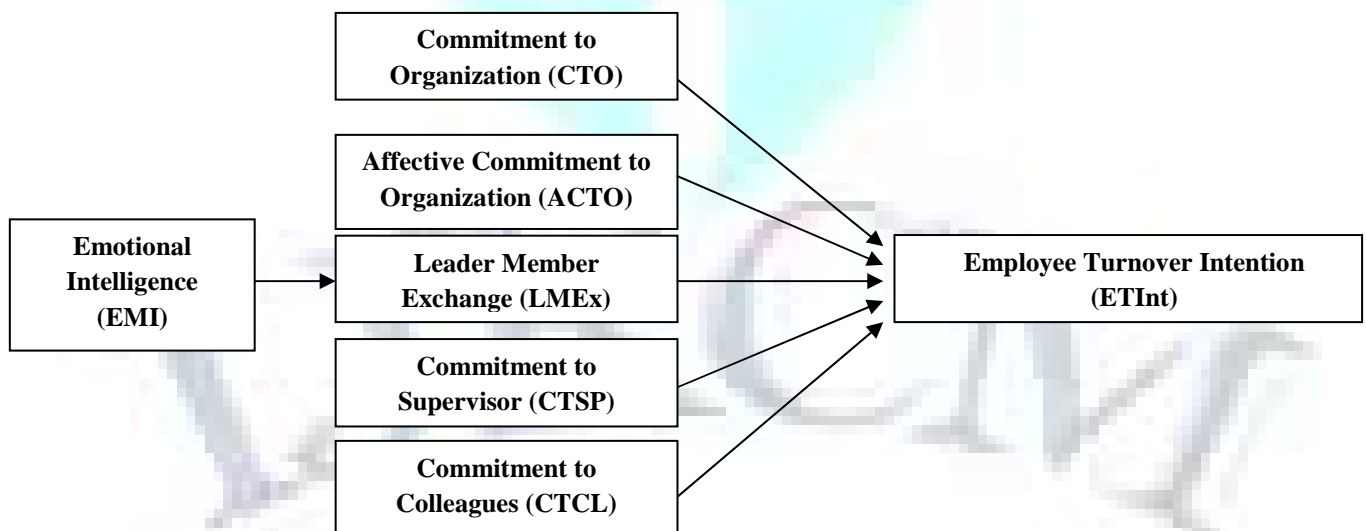 Commitment to
Organization (CTO)
Affective Commitment to
Organization (ACTO)
Emotional
Intelligence
(EMI)
Leader Member
Exchange (LMEx)
Employee Turnover Intention
(ETInt)
Commitment to
Supervisor (CTSP)
Commitment to
Colleagues (CTCL)